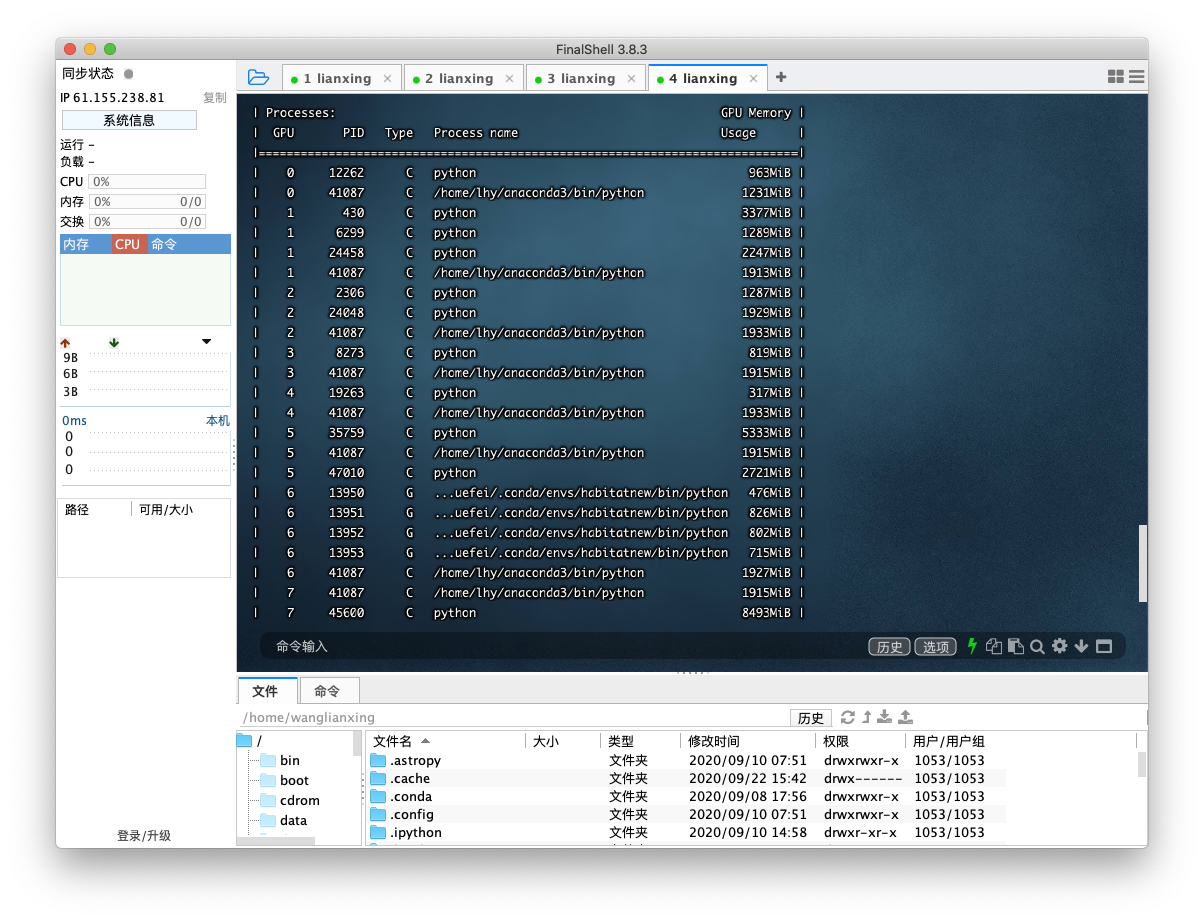 FinalShell 3.8.3
同步状态
IP 61.155.238.81 复制
系统信息
运行 -
负载 -
CPU 0%
内存 0% 0/0
交换 0% 0/0
内存 CPU 命令
9B
6B
3B
0ms 本机
0
0
0
路径 可用/大小
登录/升级
1 lianxing × 2 lianxing × 3 lianxing × 4 lianxing × +
| Processes: GPU Memory |
| GPU PID Type Process name Usage |
|=============================================================================|
| 0 12262 C python 963MiB |
| 0 41087 C /home/lhy/anaconda3/bin/python 1231MiB |
| 1 430 C python 3377MiB |
| 1 6299 C python 1289MiB |
| 1 24458 C python 2247MiB |
| 1 41087 C /home/lhy/anaconda3/bin/python 1913MiB |
| 2 2306 C python 1287MiB |
| 2 24048 C python 1929MiB |
| 2 41087 C /home/lhy/anaconda3/bin/python 1933MiB |
| 3 8273 C python 819MiB |
| 3 41087 C /home/lhy/anaconda3/bin/python 1915MiB |
| 4 19263 C python 317MiB |
| 4 41087 C /home/lhy/anaconda3/bin/python 1933MiB |
| 5 35759 C python 5333MiB |
| 5 41087 C /home/lhy/anaconda3/bin/python 1915MiB |
| 5 47010 C python 2721MiB |
| 6 13950 G ...uefei/.conda/envs/habitatnew/bin/python 476MiB |
| 6 13951 G ...uefei/.conda/envs/habitatnew/bin/python 826MiB |
| 6 13952 G ...uefei/.conda/envs/habitatnew/bin/python 802MiB |
| 6 13953 G ...uefei/.conda/envs/habitatnew/bin/python 715MiB |
| 6 41087 C /home/lhy/anaconda3/bin/python 1927MiB |
| 7 41087 C /home/lhy/anaconda3/bin/python 1915MiB |
| 7 45600 C python 8493MiB |
命令输入 历史 选项
文件 命令
/home/wanglianxing 历史
/
bin
boot
cdrom
data
文件名 大小 类型 修改时间 权限 用户/用户组
.astropy 文件夹 2020/09/10 07:51 drwxrwxr-x 1053/1053
.cache 文件夹 2020/09/22 15:42 drwx------ 1053/1053
.conda 文件夹 2020/09/08 17:56 drwxrwxr-x 1053/1053
.config 文件夹 2020/09/10 07:51 drwxrwxr-x 1053/1053
.ipython 文件夹 2020/09/10 14:58 drwxr-xr-x 1053/1053